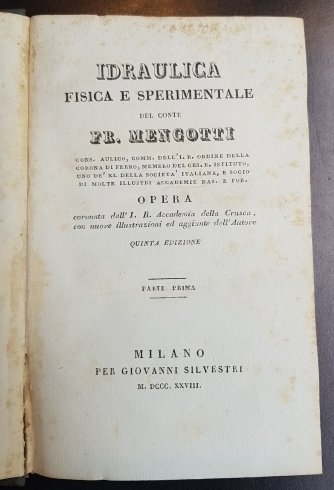 IDRAULICA
FISICA E SPERIMENTALE
DEL CONTE
FR. MENGOTTI
CONS. AULICO, COMM. DELL' I. R. ORDINE DELLA
CORONA DI FERRO, MEMBRO DEL CES. R. ISTITUTO,
UNO DE' XL DELLA SOCIETA' ITALIANA, E SOCIO
DI MOLTE ILLUSTRI ACCADEMIE NAZ. E FOR.
OPERA
coronata dall' I. R. Accademia della Crusca,
con nuove illustrazioni ed aggiunte dell' Autore
QUINTA EDIZIONE
PARTE PRIMA
MILANO
PER GIOVANNI SILVESTRI
M. DCCC. XXVIII.